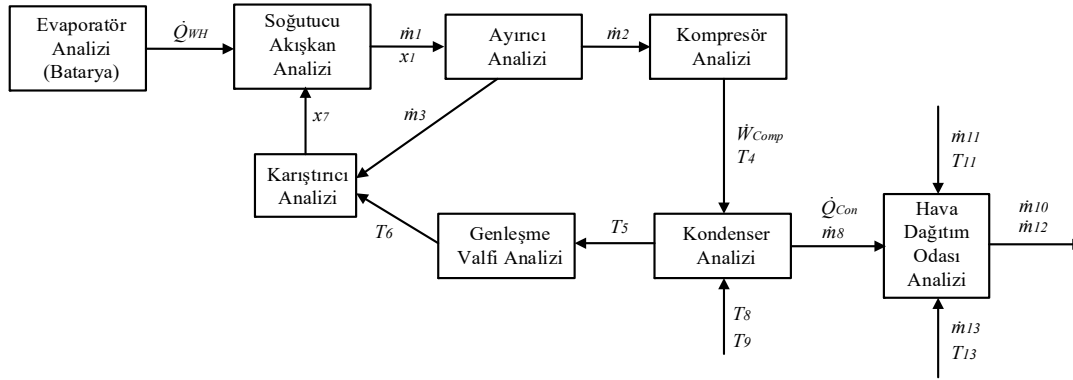 Evaporatör
Analizi
(Batarya)
Q̇WH
Soğutucu
Akışkan
Analizi
ṁ1
x1
Ayırıcı
Analizi
ṁ2
Kompresör
Analizi
x7
ṁ3
ẆComp
T4
ṁ11
T11
Karıştırıcı
Analizi
T6
Genleşme
Valfi Analizi
T5
Kondenser
Analizi
Q̇Con
ṁ8
Hava
Dağıtım
Odası
Analizi
ṁ10
ṁ12
T8
T9
ṁ13
T13